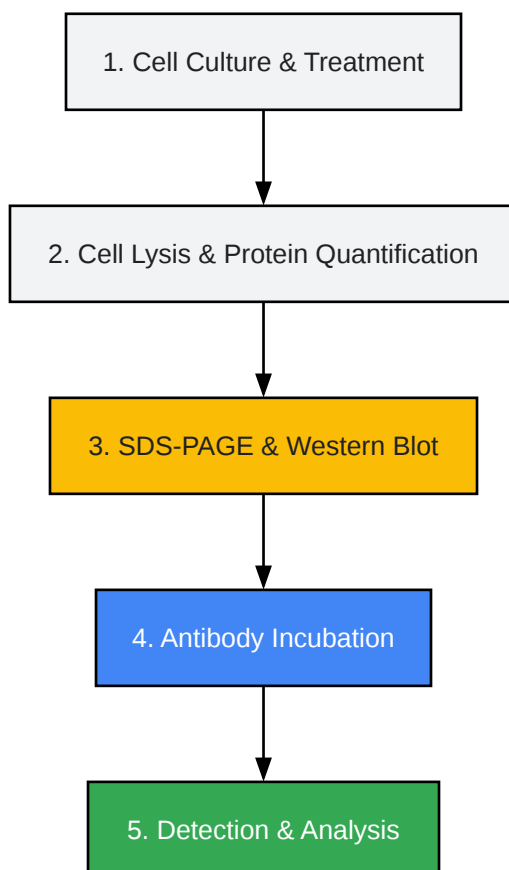 1. Cell Culture & Treatment
2. Cell Lysis & Protein Quantification
3. SDS-PAGE & Western Blot
4. Antibody Incubation
5. Detection & Analysis